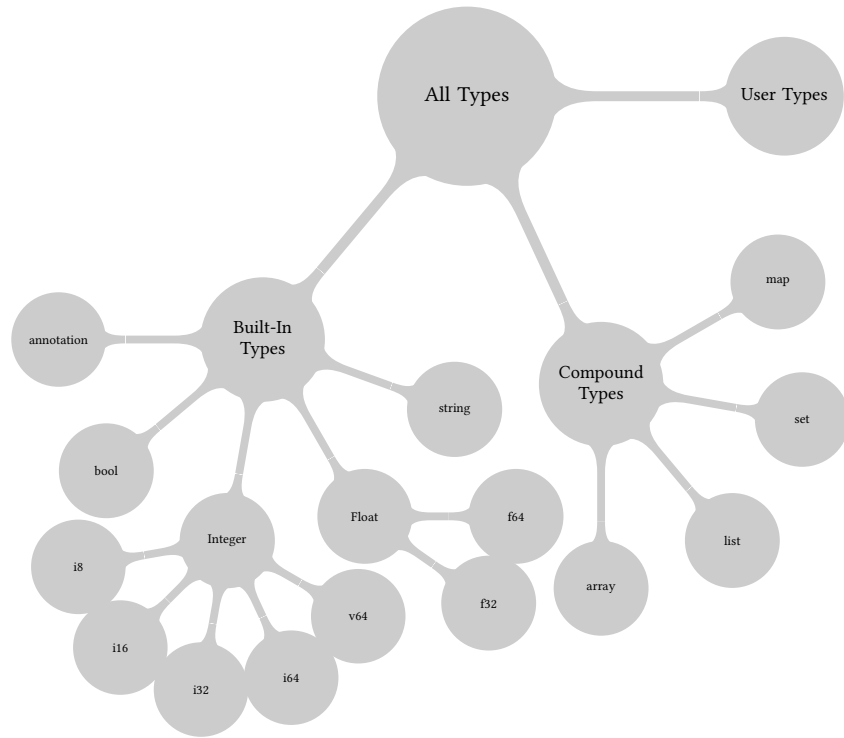 All Types
User Types
map
Built-In
Types
annotation
Compound
Types
string
set
bool
Float
f64
Integer
list
i8
array
f32
v64
i16
i64
i32